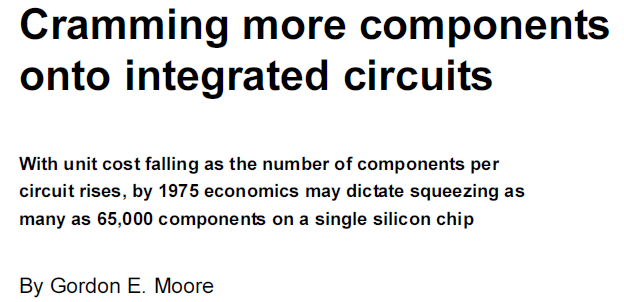 Cramming more components
onto integrated circuits
With unit cost falling as the number of components per
circuit rises, by 1975 economics may dictate squeezing as
many as 65,000 components on a single silicon chip
By Gordon E. Moore